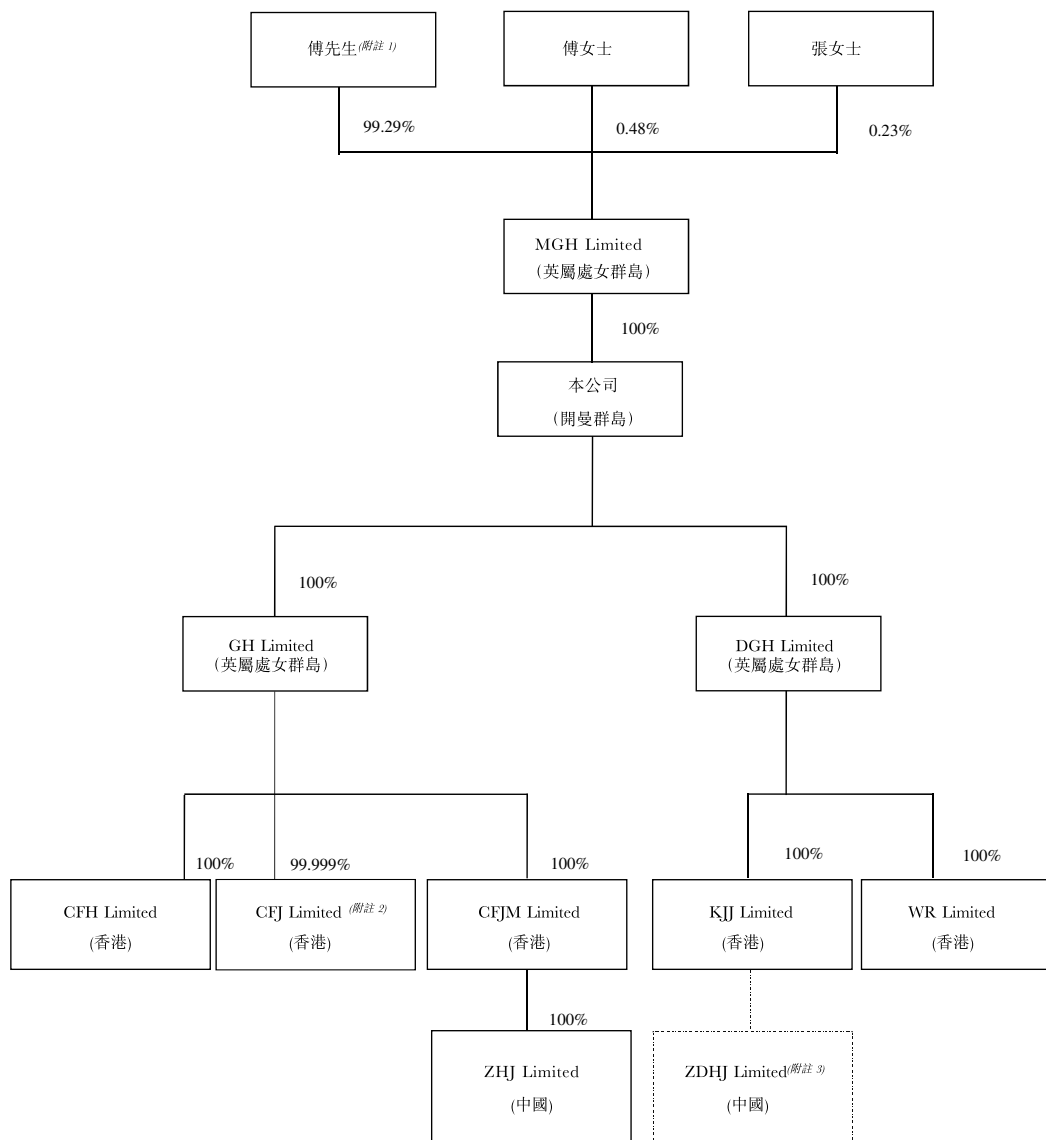 傅先生(附註 1)
傅女士
張女士
99.29%
0.48%
0.23%
MGH Limited
(英屬處女群島)
100%
本公司
(開曼群島)
100%
100%
GH Limited
(英屬處女群島)
DGH Limited
(英屬處女群島)
100%
99.999%
100%
100%
100%
CFH Limited
(香港)
CFJ Limited (附註 2)
(香港)
CFJM Limited
(香港)
KJJ Limited
(香港)
WR Limited
(香港)
100%
ZHJ Limited
(中國)
ZDHJ Limited(附註 3)
(中國)